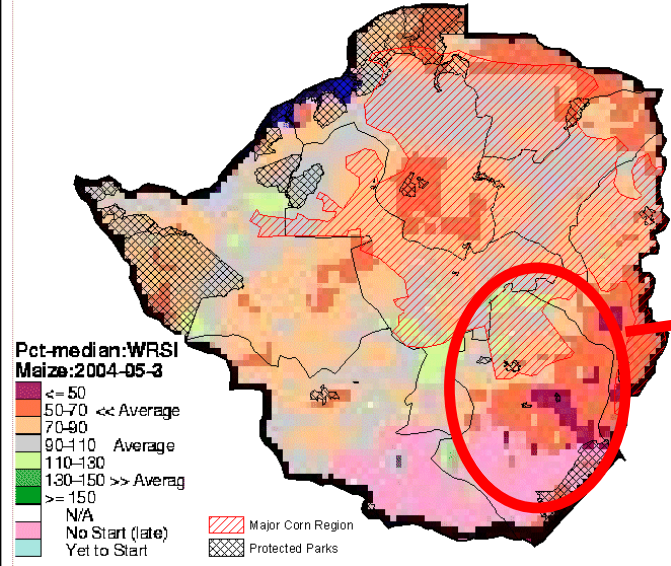 Pct-median:WRSI
Maize:2004-05-3
<= 50
50-70 << Average
70-90
90-110 Average
110-130
130-150 >> Averag
>= 150
N/A
No Start (late)
Yet to Start
Major Corn Region
Protected Parks